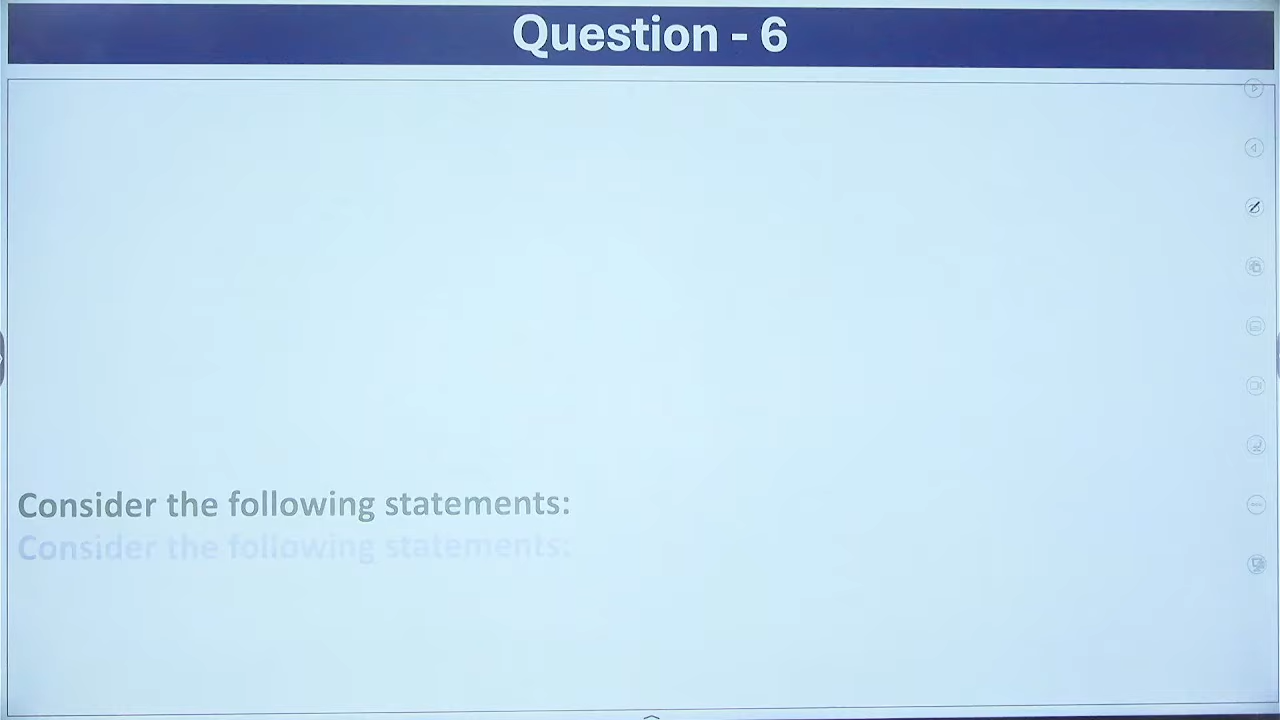 Question - 6
Consider the following statements:
Consider the following statements: